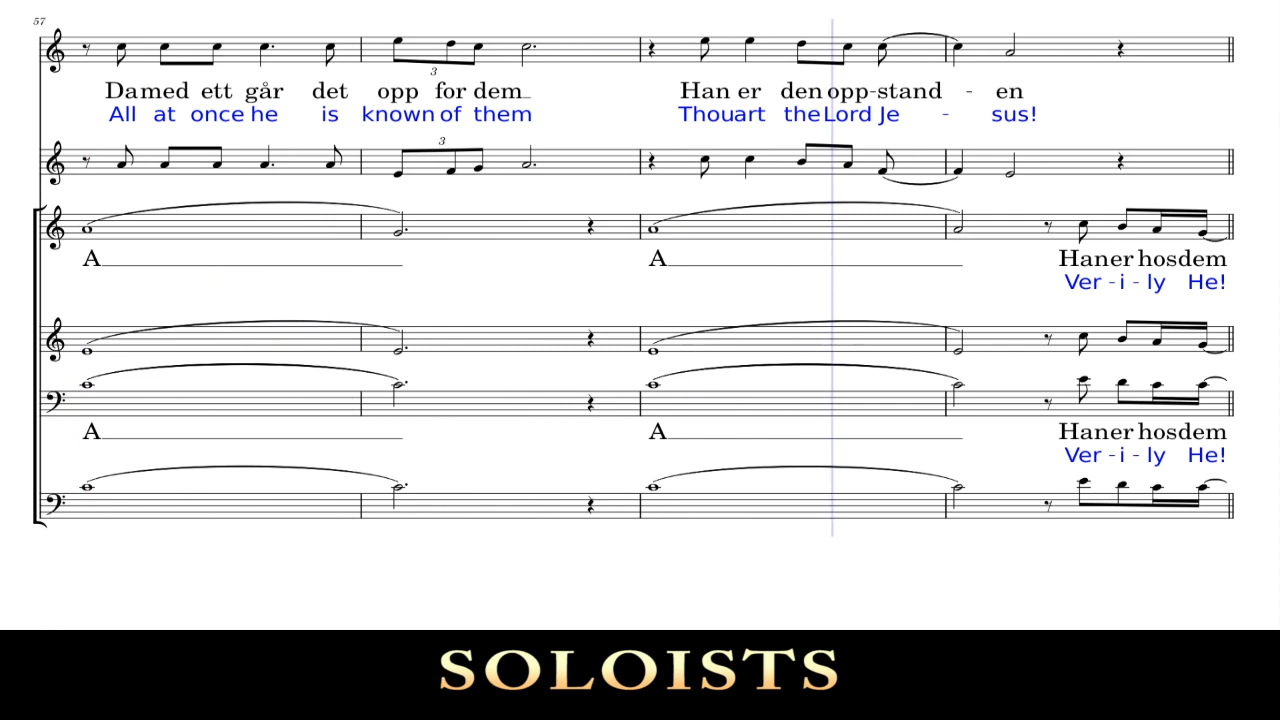 57
3
Da med ett går det opp for dem_ Han er den opp-stand - en
All at once he is known of them Thou art the Lord Je - sus!
3
A A Han er hos dem
Ver - i - ly He!
A A Han er hos dem
Ver - i - ly He!
SOLOISTS